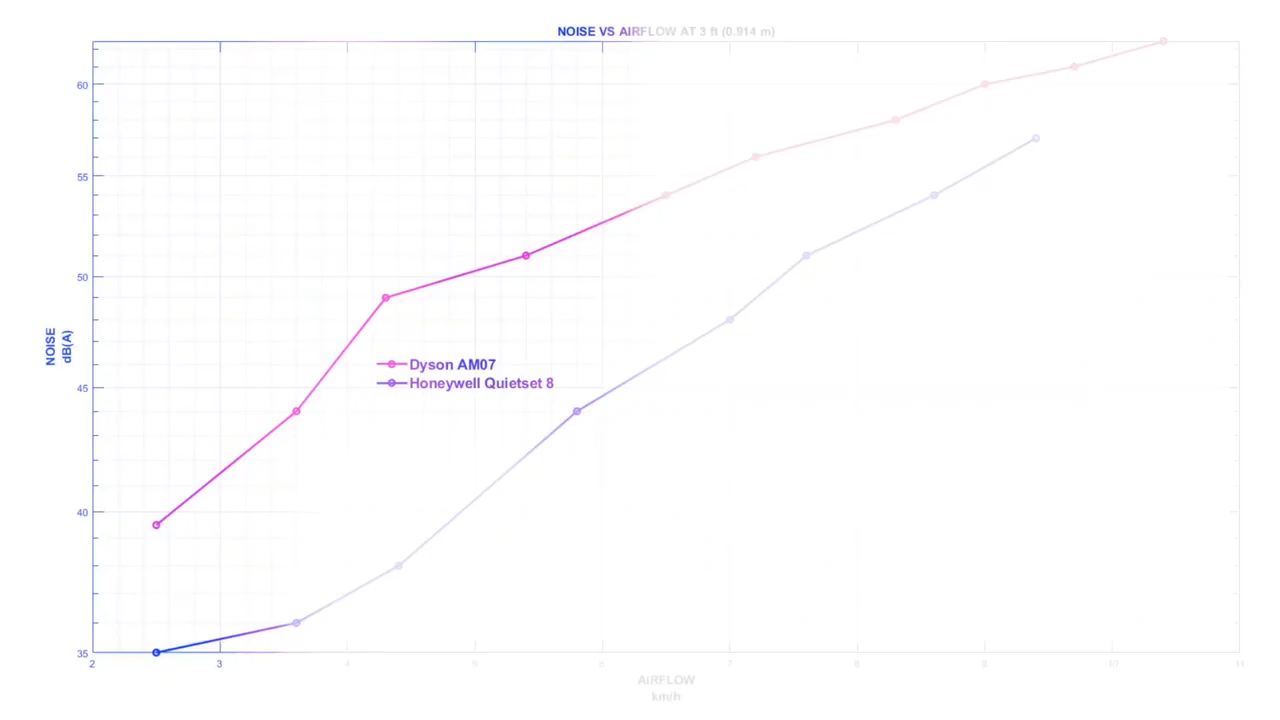 NOISE VS AIRFLOW AT 3 ft (0.914 m)
60
55
50
45
40
35
NOISE
dB(A)
Dyson AM07
Honeywell Quietset 8
2 3 4 5 6 7 8 9 10 11
AIRFLOW
km/h